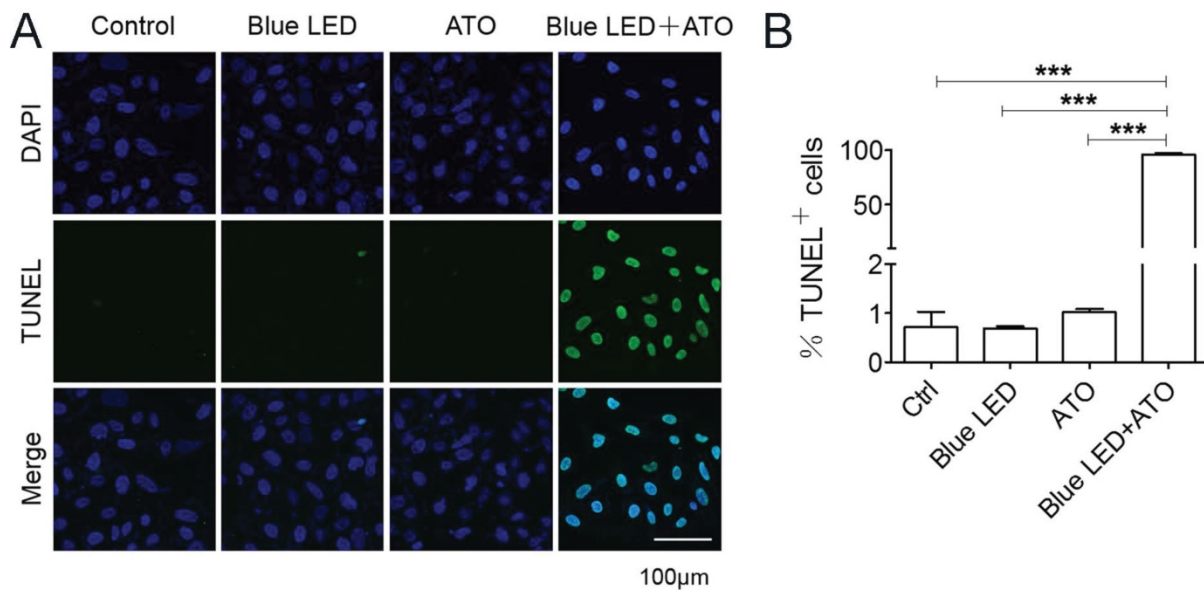 A
Control
Blue LED
ATO
Blue LED+ATO
DAPI
TUNEL
Merge
100μm
B
***
***
***
% TUNEL+ cells
100
50
2
1
0
Ctrl
Blue LED
ATO
Blue LED+ATO